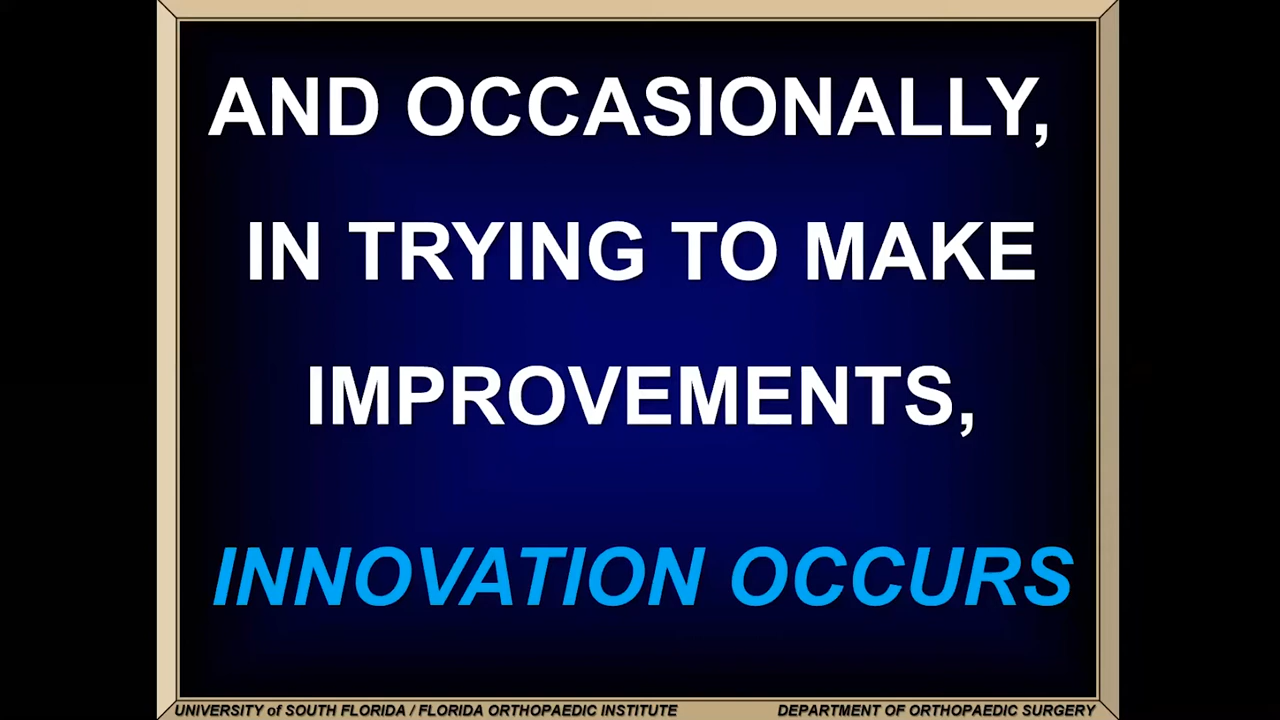 AND OCCASIONALLY,
IN TRYING TO MAKE
IMPROVEMENTS,
INNOVATION OCCURS
UNIVERSITY of SOUTH FLORIDA / FLORIDA ORTHOPAEDIC INSTITUTE
DEPARTMENT OF ORTHOPAEDIC SURGERY